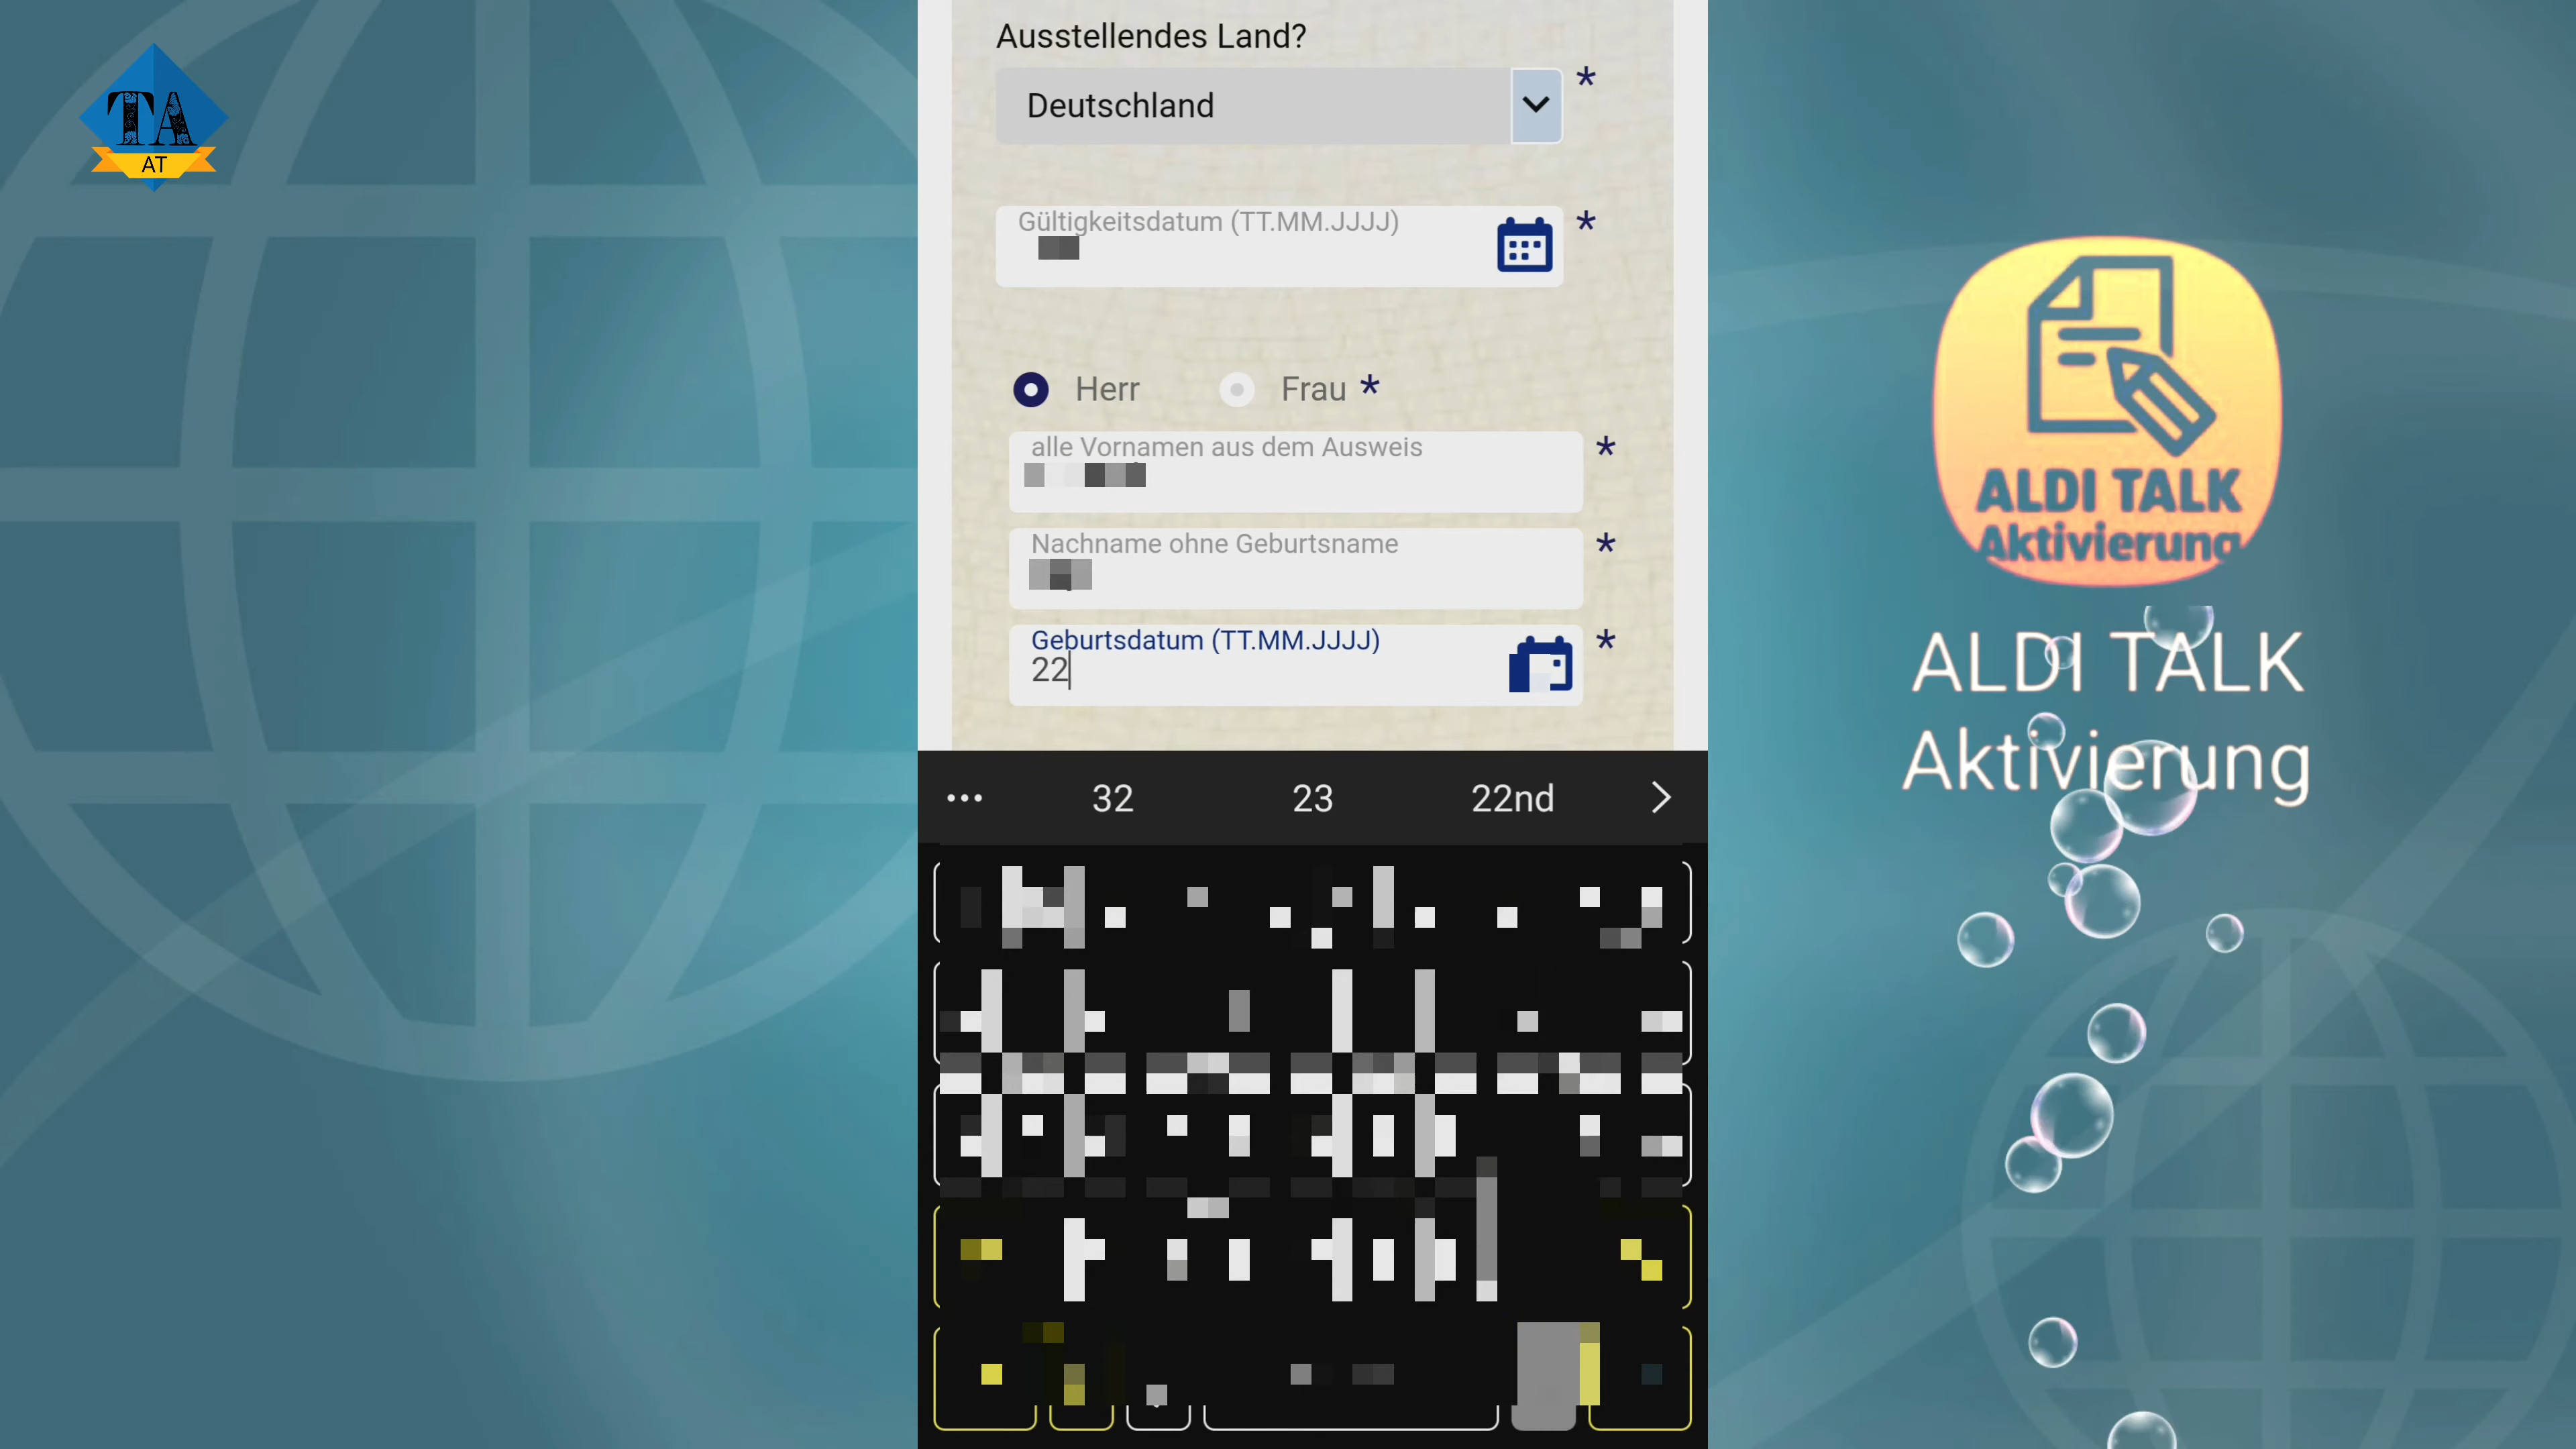 TA
AT
Ausstellendes Land?
Deutschland
*
Gültigkeitsdatum (TT.MM.JJJJ)
*
Herr
Frau *
alle Vornamen aus dem Ausweis
*
Nachname ohne Geburtsname
*
Geburtsdatum (TT.MM.JJJJ)
*
22
32 23 22nd
ALDI TALK
Aktivierung
ALDI TALK
Aktivierung